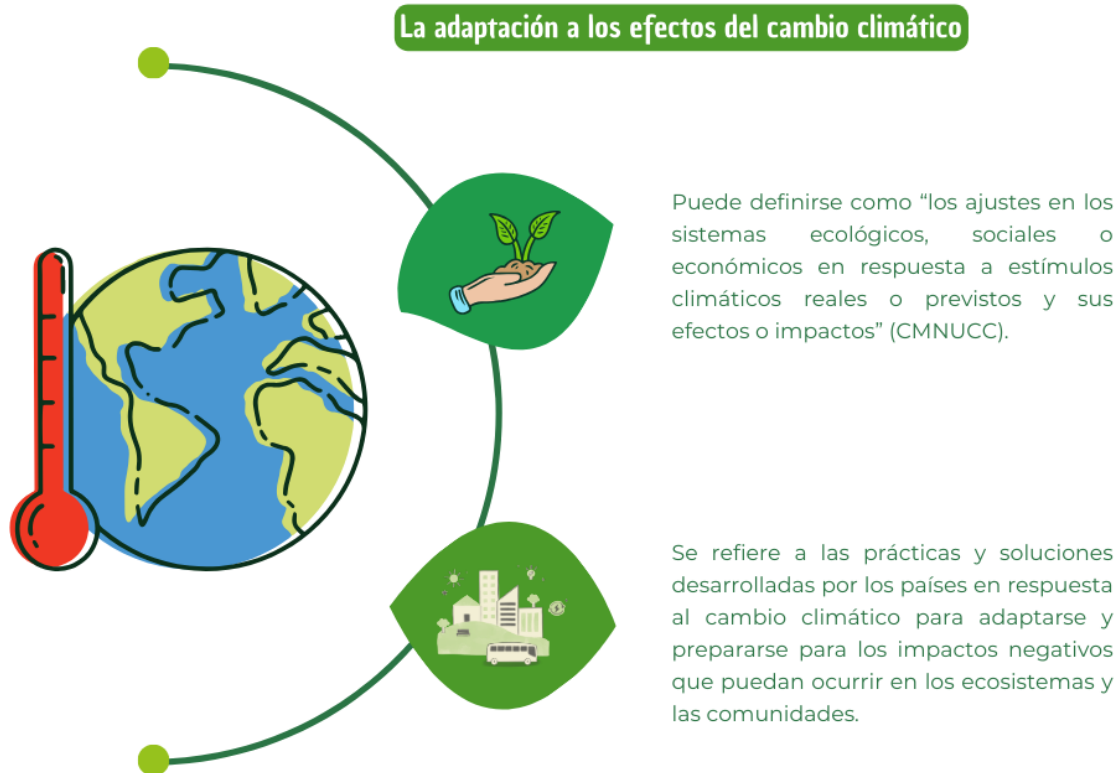 La adaptación a los efectos del cambio climático
Puede definirse como “los ajustes en los
sistemas ecológicos, sociales o
económicos en respuesta a estímulos
climáticos reales o previstos y sus
efectos o impactos” (CMNUCC).
Se refiere a las prácticas y soluciones
desarrolladas por los países en respuesta
al cambio climático para adaptarse y
prepararse para los impactos negativos
que puedan ocurrir en los ecosistemas y
las comunidades.